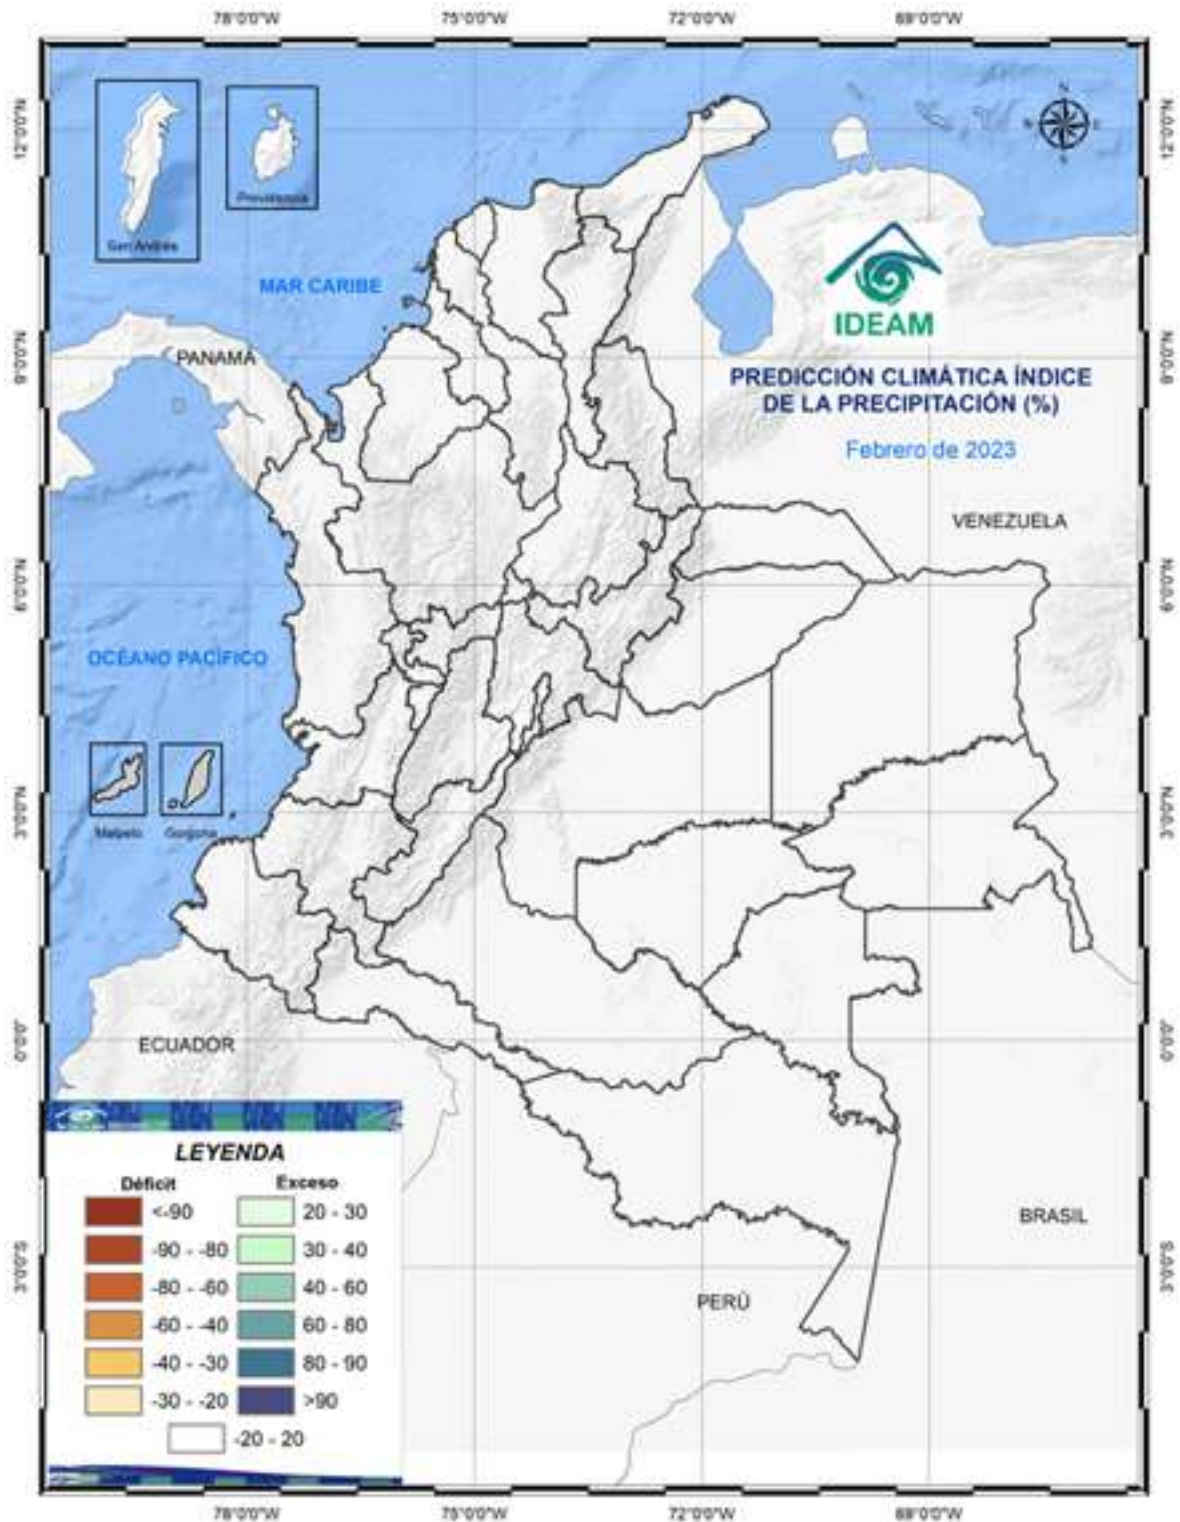 78°0'0"W 75°0'0"W 72°0'0"W 69°0'0"W
12°0'0"N 12°0'0"N
San Andrés
Providencia
MAR CARIBE
IDEAM
PANAMÁ
9°0'0"N 9°0'0"N
PREDICCIÓN CLIMÁTICA ÍNDICE
DE LA PRECIPITACIÓN (%)
Febrero de 2023
VENEZUELA
6°0'0"N 6°0'0"N
OCÉANO PACÍFICO
3°0'0"N 3°0'0"N
Malpelo Gorgona
ECUADOR
0°0'0" 0°0'0"
LEYENDA
Déficit Exceso
<-90 20 - 30
-90 - -80 30 - 40
-80 - -60 40 - 60
-60 - -40 60 - 80
-40 - -30 80 - 90
-30 - -20 >90
-20 - 20
BRASIL
3°0'0"S 3°0'0"S
PERÚ
78°0'0"W 75°0'0"W 72°0'0"W 69°0'0"W